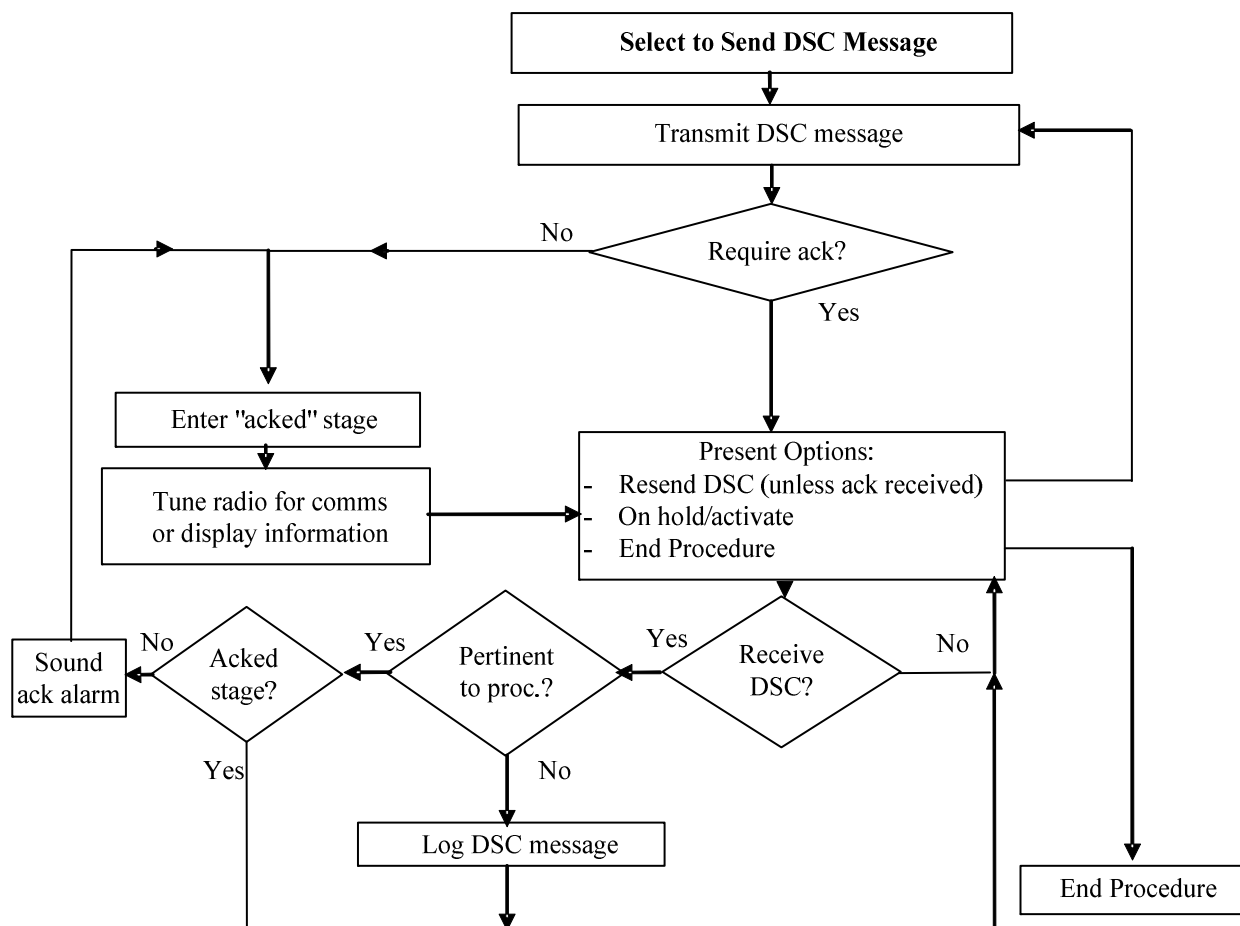 Select to Send DSC Message
Transmit DSC message
No
Require ack?
Yes
Enter "acked" stage
Tune radio for comms
or display information
Present Options:
- Resend DSC (unless ack received)
- On hold/activate
- End Procedure
No
Yes
Yes
No
Sound
ack alarm
Acked
stage?
Pertinent
to proc.?
Receive
DSC?
Yes
No
Log DSC message
End Procedure